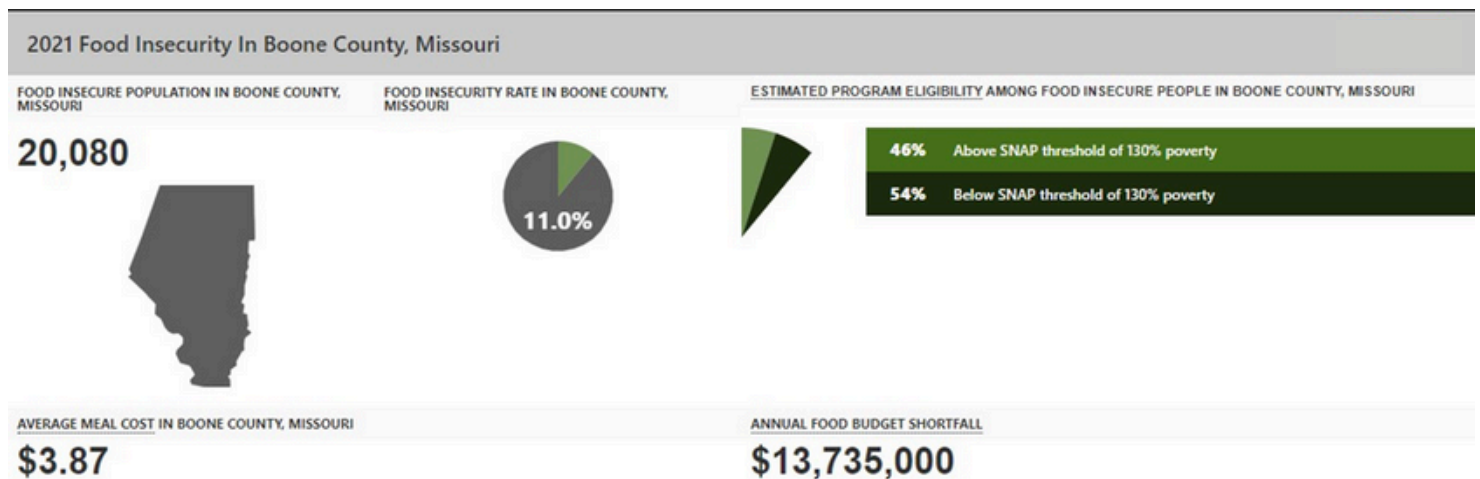 2021 Food Insecurity In Boone County, Missouri
FOOD INSECURE POPULATION IN BOONE COUNTY,
MISSOURI
20,080
FOOD INSECURITY RATE IN BOONE COUNTY,
MISSOURI
11.0%
ESTIMATED PROGRAM ELIGIBILITY AMONG FOOD INSECURE PEOPLE IN BOONE COUNTY, MISSOURI
46% Above SNAP threshold of 130% poverty
54% Below SNAP threshold of 130% poverty
AVERAGE MEAL COST IN BOONE COUNTY, MISSOURI
$3.87
ANNUAL FOOD BUDGET SHORTFALL
$13,735,000